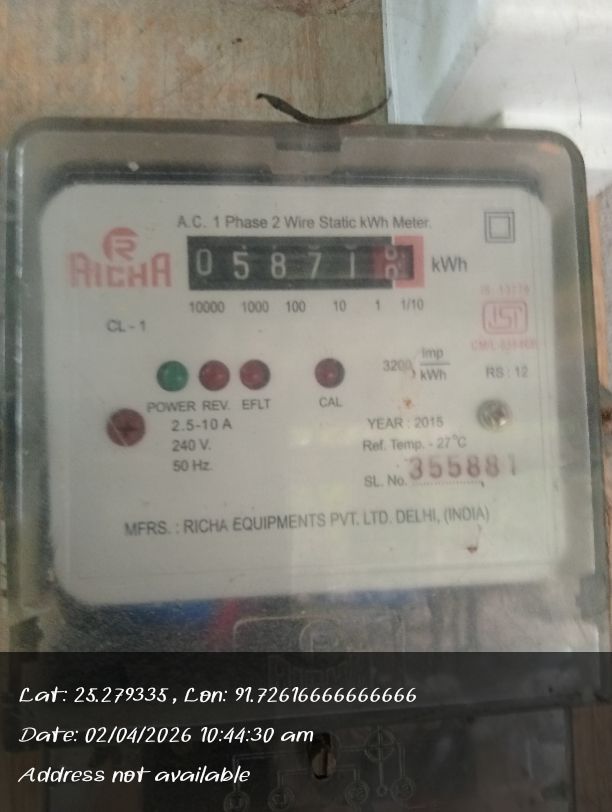 A.C. 1 Phase 2 Wire Static kWh Meter.
R
RICHA
0 5 8 7 1 kWh
10000 1000 100 10 1 1/10
CL - 1
ISI
3200 Imp/kWh
RS : 12
POWER REV. EFLT CAL
2.5-10 A
240 V.
50 Hz.
YEAR : 2015
Ref. Temp. - 27°C
SL. No. 355881
MFRS. : RICHA EQUIPMENTS PVT. LTD. DELHI, (INDIA)
Lat: 25.279335 , Lon: 91.72616666666666
Date: 02/04/2026 10:44:30 am
Address not available